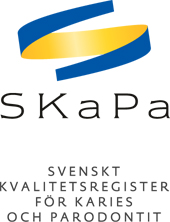 SKaPa
SVENSKT
KVALITETSREGISTER
FÖR KARIES
OCH PARODONTIT